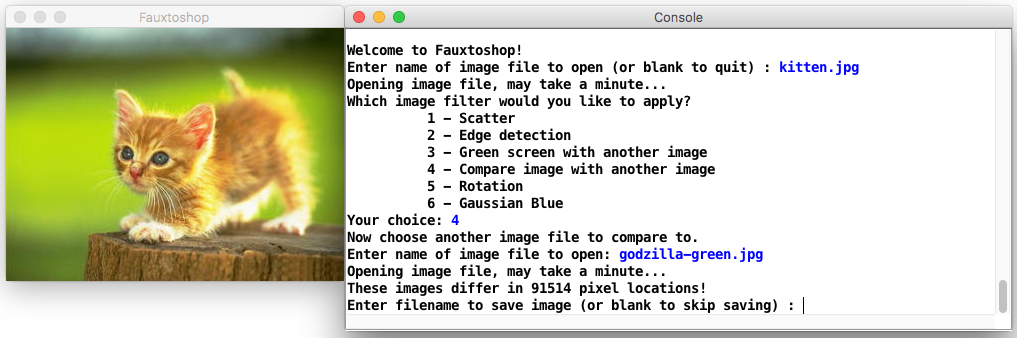 Fauxtoshop
Console
Welcome to Fauxtoshop!
Enter name of image file to open (or blank to quit) : kitten.jpg
Opening image file, may take a minute...
Which image filter would you like to apply?
1 - Scatter
2 - Edge detection
3 - Green screen with another image
4 - Compare image with another image
5 - Rotation
6 - Gaussian Blue
Your choice: 4
Now choose another image file to compare to.
Enter name of image file to open: godzilla-green.jpg
Opening image file, may take a minute...
These images differ in 91514 pixel locations!
Enter filename to save image (or blank to skip saving) :